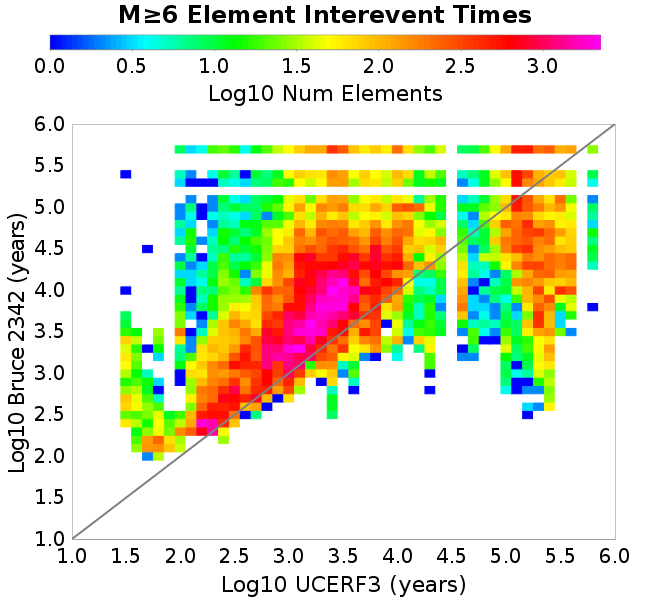 M≥6 Element Interevent Times
0.0 0.5 1.0 1.5 2.0 2.5 3.0
Log10 Num Elements
6.0
5.5
5.0
4.5
4.0
3.5
3.0
2.5
2.0
1.5
1.0
Log10 Bruce 2342 (years)
1.0 1.5 2.0 2.5 3.0 3.5 4.0 4.5 5.0 5.5 6.0
Log10 UCERF3 (years)